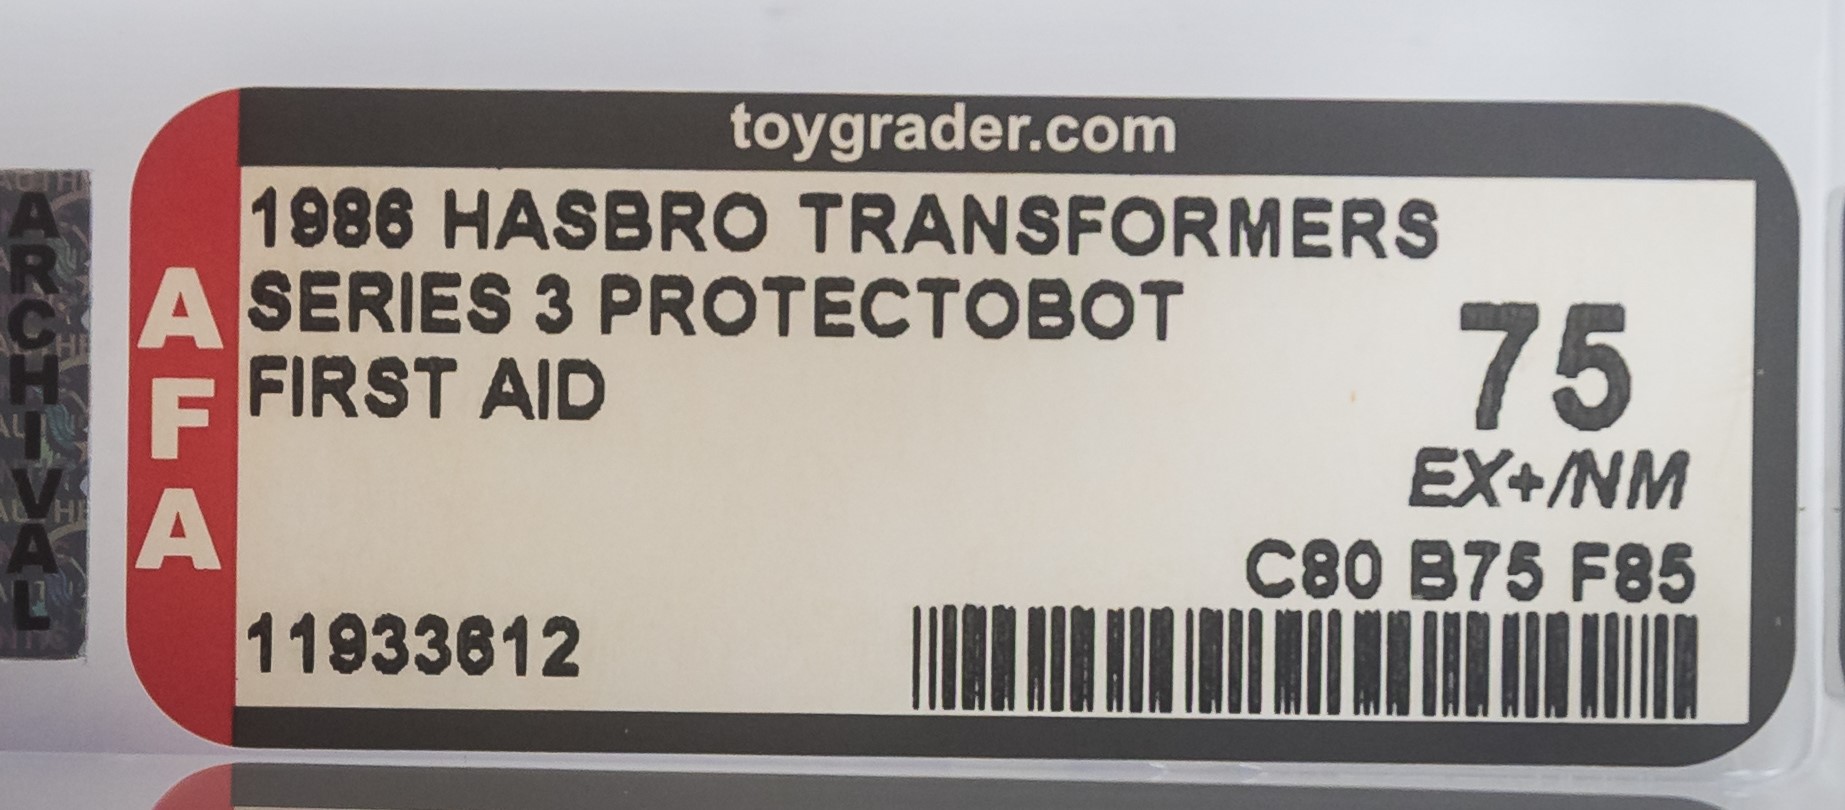 toygrader.com
ARCHIVAL
AFA
1986 HASBRO TRANSFORMERS
SERIES 3 PROTECTOBOT
FIRST AID
75
EX+/NM
C80 B75 F85
11933612